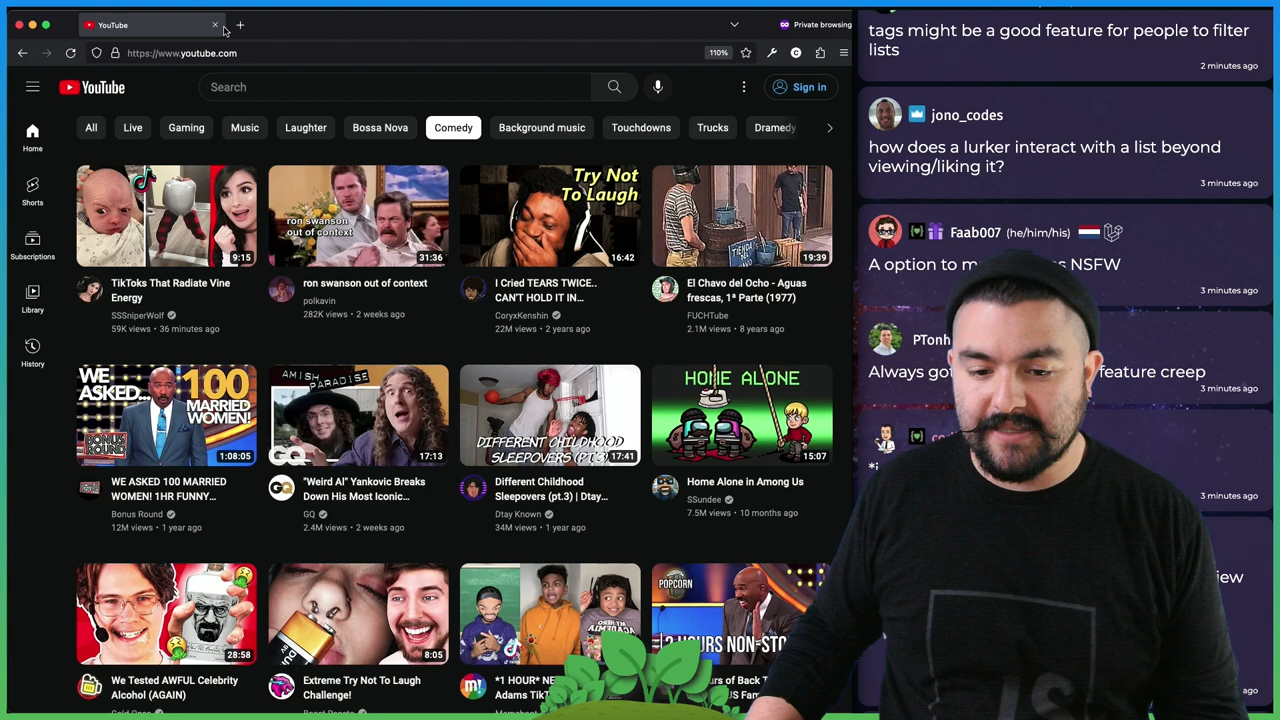 YouTube
Private browsing
https://www.youtube.com
110%
YouTube
Search
Sign in
All
Live
Gaming
Music
Laughter
Bossa Nova
Comedy
Background music
Touchdowns
Trucks
Dramedy
Home
Shorts
Subscriptions
Library
History
9:15
TikToks That Radiate Vine
Energy
SSSniperWolf
59K views • 36 minutes ago
ron swanson
out of context
31:36
ron swanson out of context
polkavin
282K views • 2 weeks ago
Try Not
To Laugh
16:42
I Cried TEARS TWICE..
CAN'T HOLD IT IN...
CoryxKenshin
22M views • 2 years ago
TIENDA
19:39
El Chavo del Ocho - Aguas
frescas, 1ª Parte (1977)
FUCHTube
2.1M views • 8 years ago
WE
ASKED...
100
MARRIED
WOMEN!
BONUS
ROUND
1:08:05
WE ASKED 100 MARRIED
WOMEN! 1HR FUNNY...
Bonus Round
12M views • 1 year ago
AMISH
PARADISE
GQ
17:13
"Weird Al" Yankovic Breaks
Down His Most Iconic...
GQ
2.4M views • 2 weeks ago
DIFFERENT CHILDHOOD
SLEEPOVERS (PT.3)
17:41
Different Childhood
Sleepovers (pt.3) | Dtay...
Dtay Known
34M views • 1 year ago
HOME ALONE
15:07
Home Alone in Among Us
SSundee
7.5M views • 10 months ago
28:58
We Tested AWFUL Celebrity
Alcohol (AGAIN)
8:05
Extreme Try Not To Laugh
Challenge!
*1 HOUR* N
Adams TikT
POPCORN
HOURS NON-STO
urs of Back T
US Fam
tags might be a good feature for people to filter
lists
2 minutes ago
jono_codes
how does a lurker interact with a list beyond
viewing/liking it?
3 minutes ago
Faab007 (he/him/his)
A option to m
s NSFW
3 minutes ago
PTonh
Always got
feature creep
3 minutes ago
3 minutes ago
iew
ago
JS